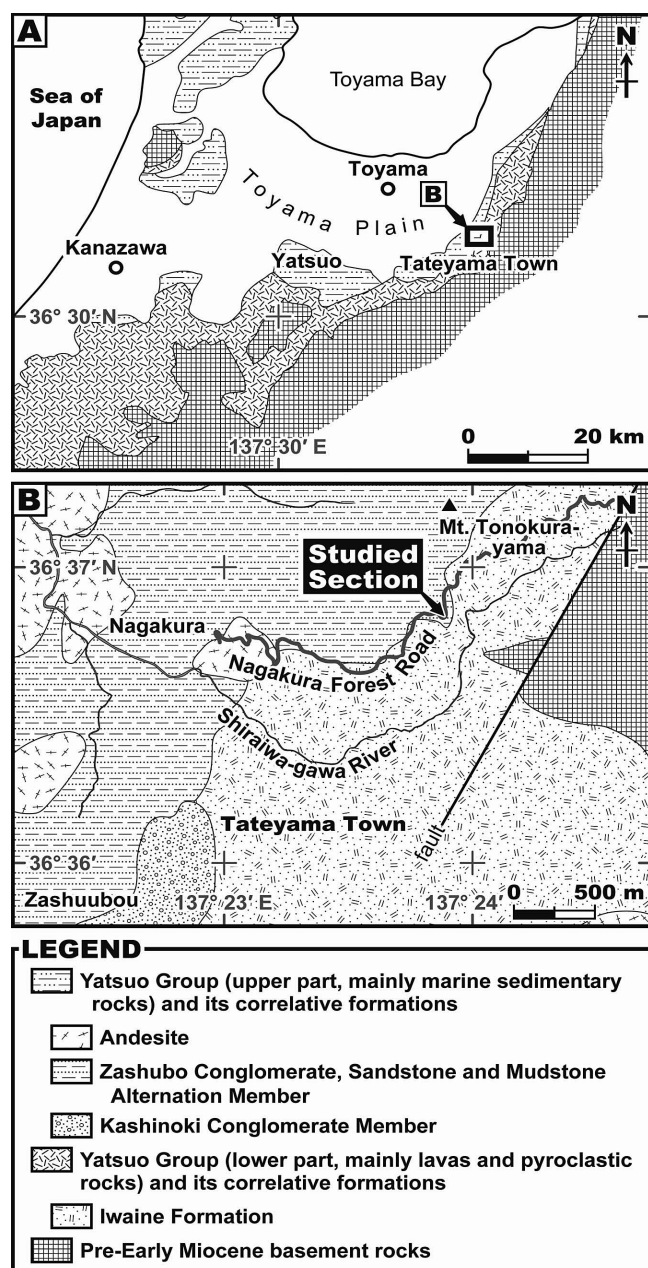 A
N
Sea of
Japan
Toyama Bay
Toyama
B
Toyama Plain
Kanazawa
Yatsuo
Tateyama Town
36° 30′ N
137° 30′ E
0 20 km
B
N
Mt. Tonokura-
yama
Studied
Section
36° 37′ N
Nagakura
Nagakura Forest Road
Shiraiwa-gawa River
Tateyama Town
fault
36° 36′
Zashuubou
137° 23′ E
137° 24′
0 500 m
LEGEND
Yatsuo Group (upper part, mainly marine sedimentary
rocks) and its correlative formations
Andesite
Zashubo Conglomerate, Sandstone and Mudstone
Alternation Member
Kashinoki Conglomerate Member
Yatsuo Group (lower part, mainly lavas and pyroclastic
rocks) and its correlative formations
Iwaine Formation
Pre-Early Miocene basement rocks